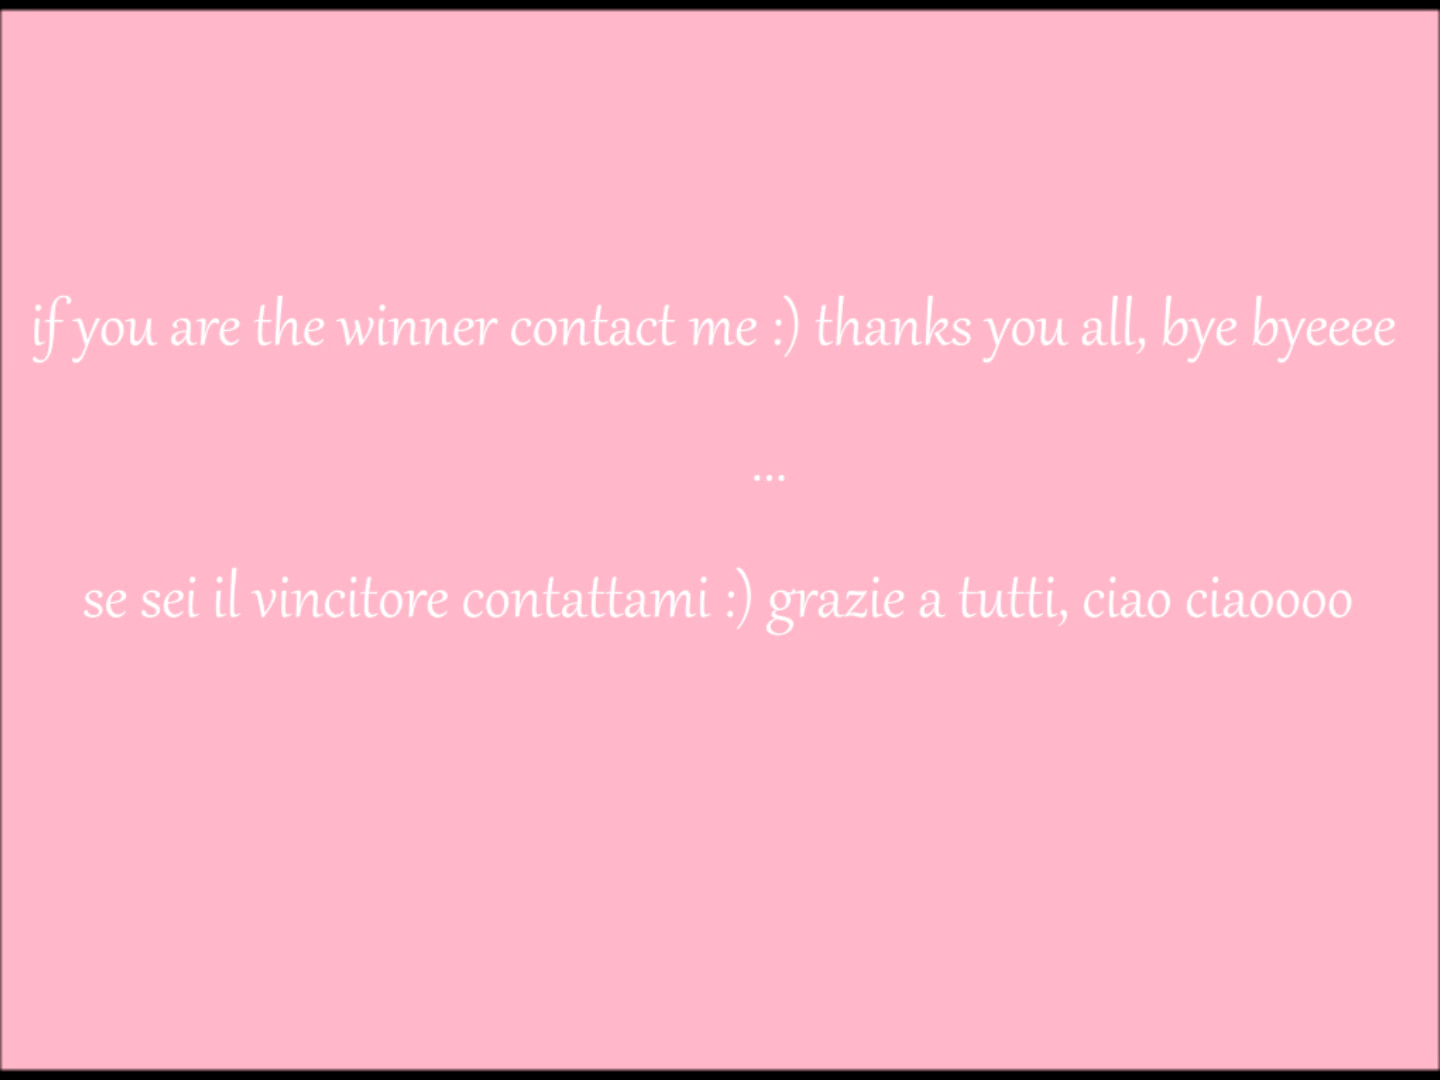 if you are the winner contact me :) thanks you all, bye byeeee
...
se sei il vincitore contattami :) grazie a tutti, ciao ciaoooo